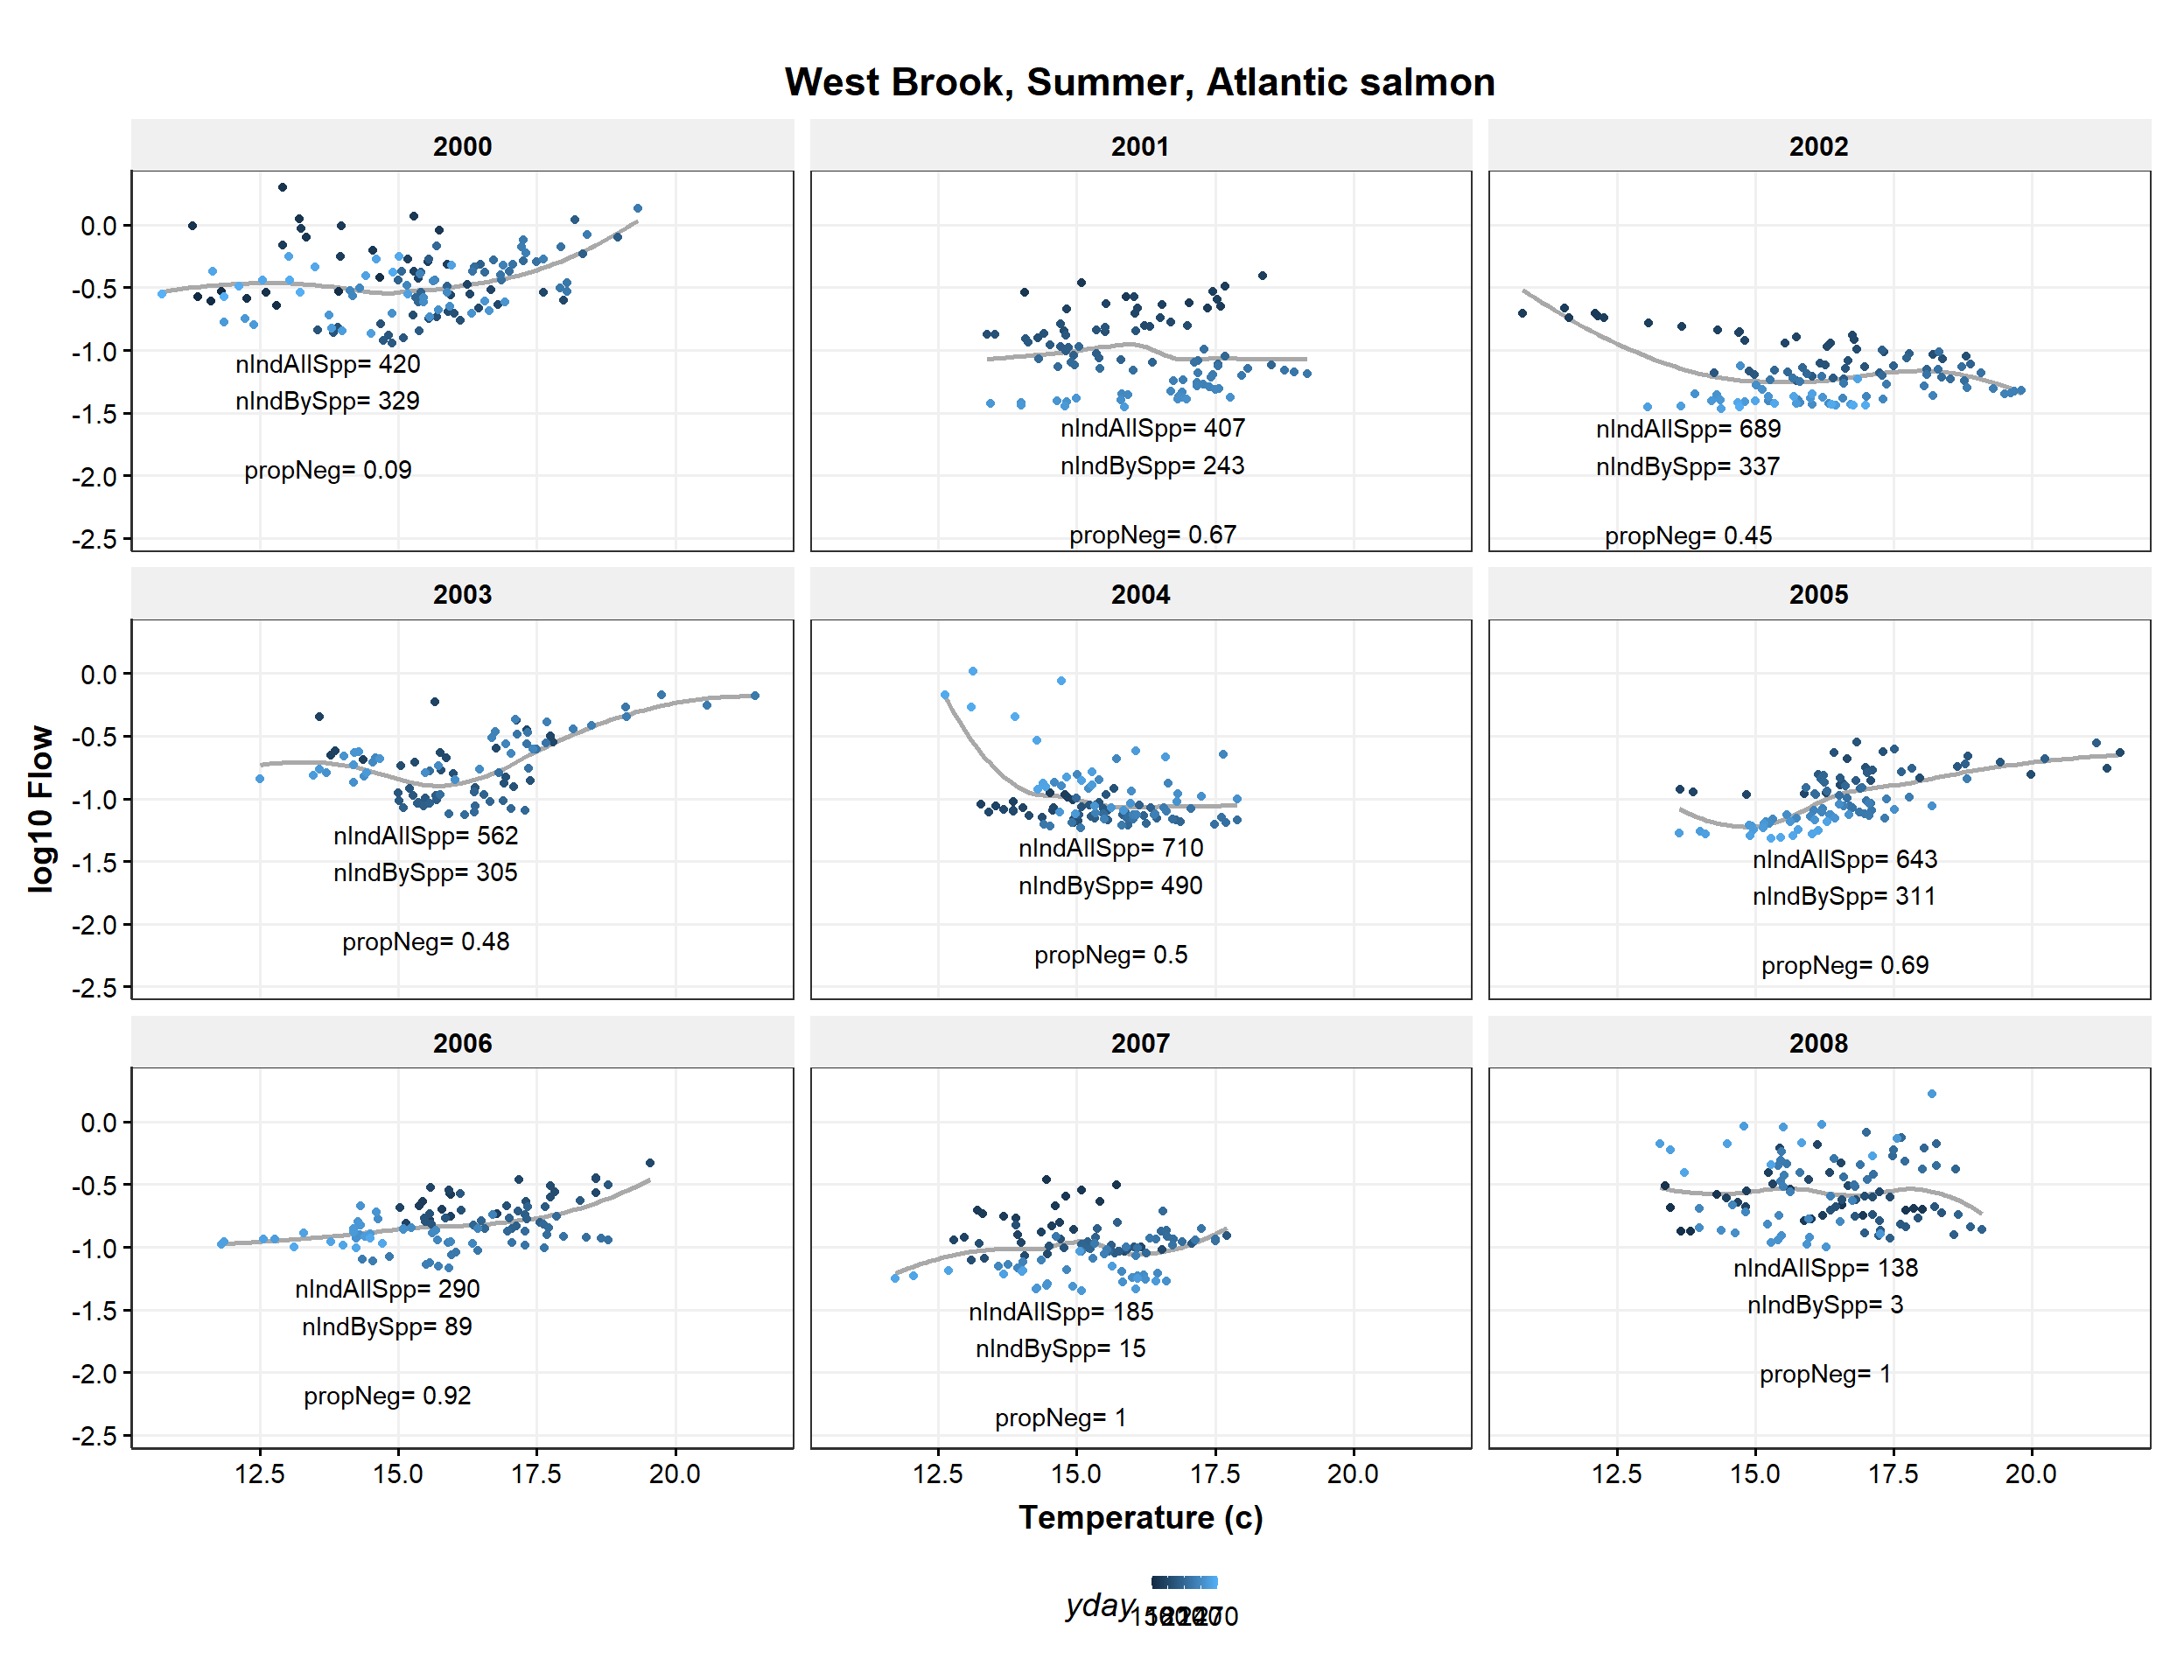 West Brook, Summer, Atlantic salmon
2000
2001
2002
0.0
-0.5
-1.0
-1.5
-2.0
-2.5
nIndAllSpp= 420
nIndBySpp= 329
propNeg= 0.09
nIndAllSpp= 407
nIndBySpp= 243
propNeg= 0.67
nIndAllSpp= 689
nIndBySpp= 337
propNeg= 0.45
2003
2004
2005
0.0
-0.5
-1.0
-1.5
-2.0
-2.5
nIndAllSpp= 562
nIndBySpp= 305
propNeg= 0.48
nIndAllSpp= 710
nIndBySpp= 490
propNeg= 0.5
nIndAllSpp= 643
nIndBySpp= 311
propNeg= 0.69
log10 Flow
2006
2007
2008
0.0
-0.5
-1.0
-1.5
-2.0
-2.5
nIndAllSpp= 290
nIndBySpp= 89
propNeg= 0.92
nIndAllSpp= 185
nIndBySpp= 15
propNeg= 1
nIndAllSpp= 138
nIndBySpp= 3
propNeg= 1
12.5 15.0 17.5 20.0
12.5 15.0 17.5 20.0
12.5 15.0 17.5 20.0
Temperature (c)
yday